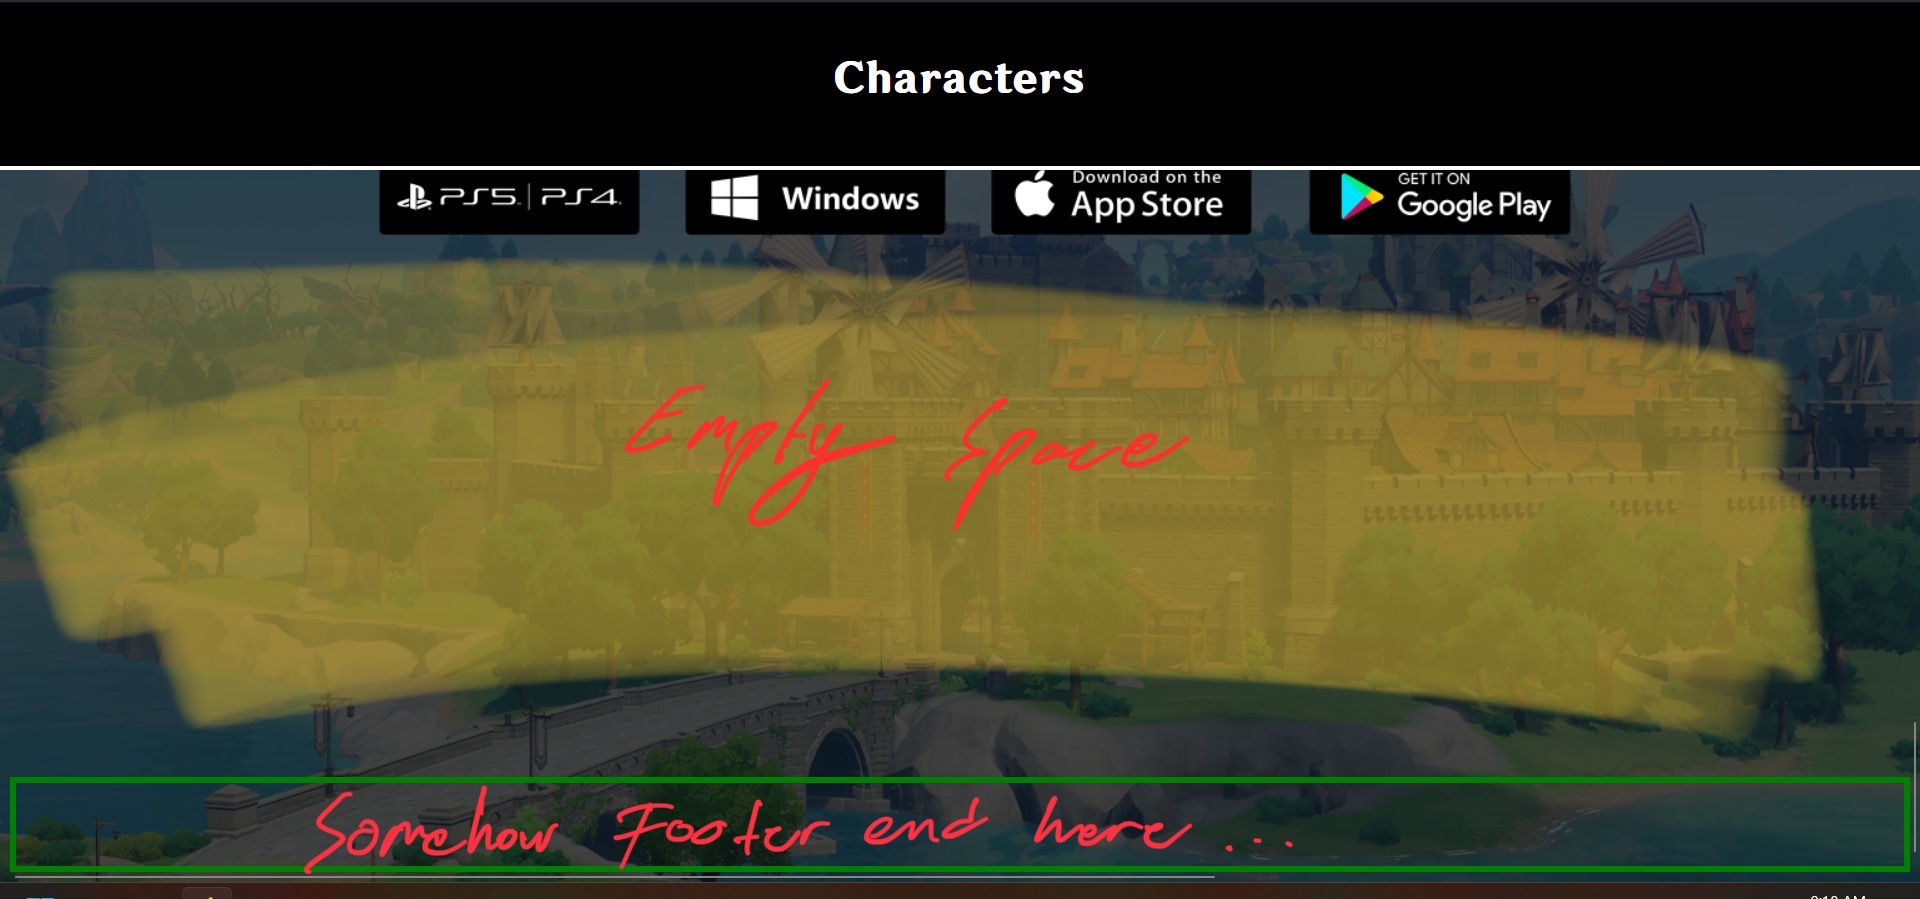 Characters
PS5 | PS4
Windows
Download on the
App Store
GET IT ON
Google Play
Empty Space
Somehow Footer end here ...